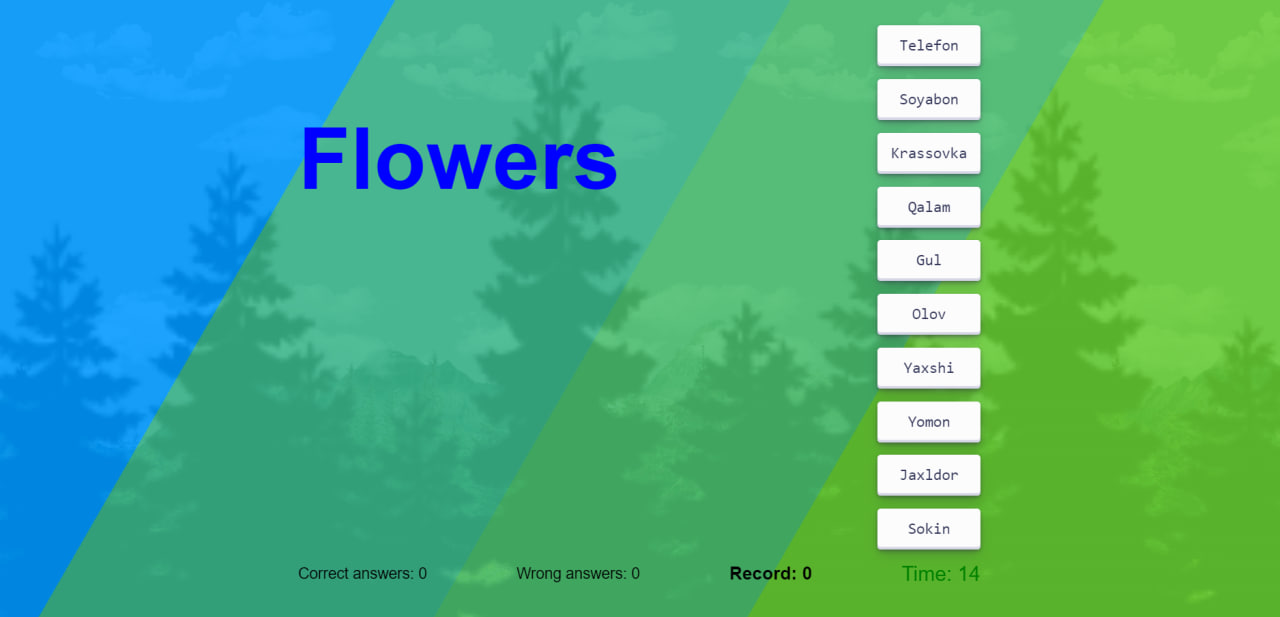 Flowers
Telefon
Soyabon
Krassovka
Qalam
Gul
Olov
Yaxshi
Yomon
Jaxldor
Sokin
Correct answers: 0
Wrong answers: 0
Record: 0
Time: 14